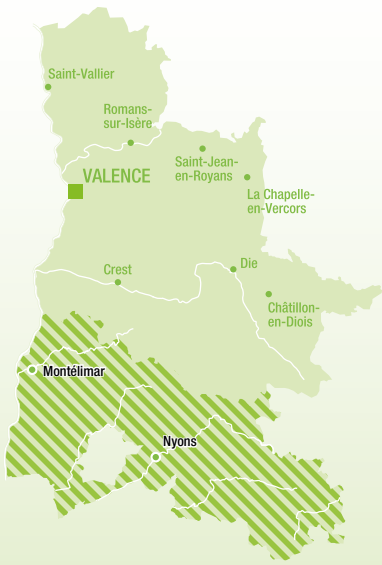 Saint-Vallier
Romans-
sur-Isère
Saint-Jean-
en-Royans
VALENCE
La Chapelle-
en-Vercors
Die
Crest
Châtillon-
en-Diois
Montélimar
Nyons